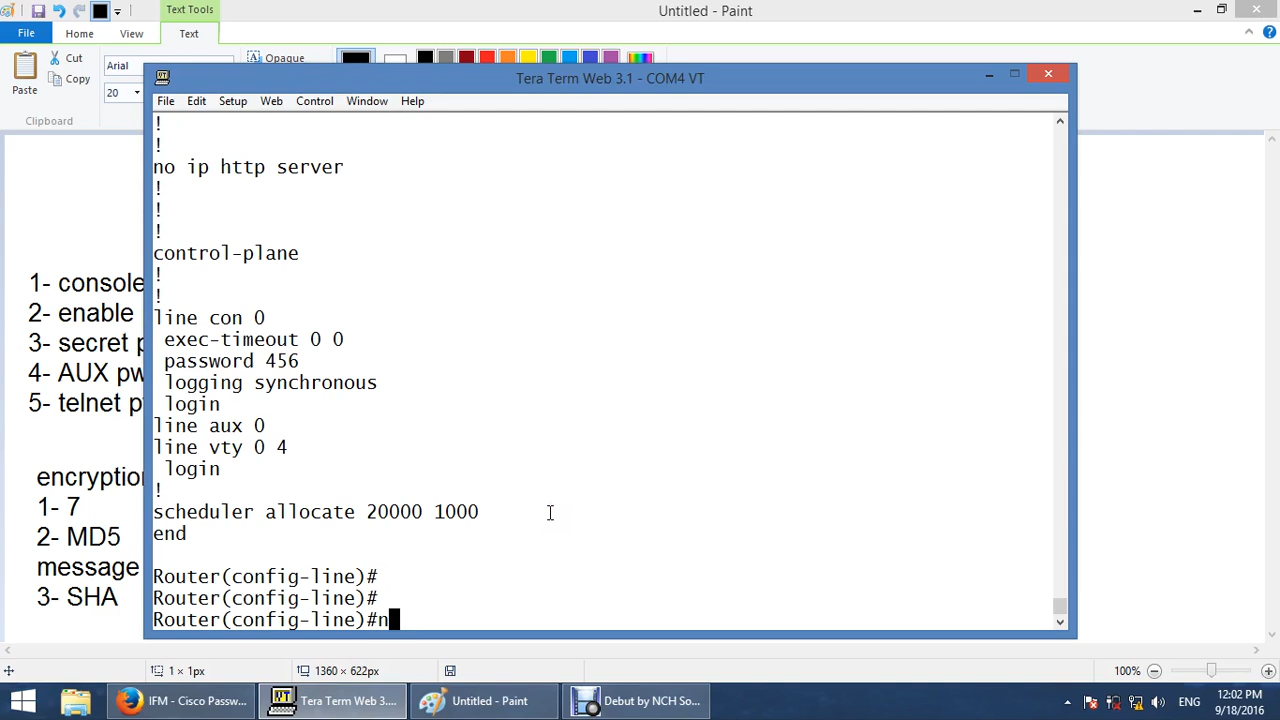 Text Tools
Untitled - Paint
File
Home
View
Text
Paste
Cut
Copy
Clipboard
Arial
20
Opaque
Tera Term Web 3.1 - COM4 VT
File Edit Setup Web Control Window Help
!
!
no ip http server
!
!
!
control-plane
!
!
line con 0
exec-timeout 0 0
password 456
logging synchronous
login
line aux 0
line vty 0 4
login
!
scheduler allocate 20000 1000
end
Router(config-line)#
Router(config-line)#
Router(config-line)#n
1- console
2- enable
3- secret p
4- AUX pw
5- telnet p
encryption
1- 7
2- MD5
message
3- SHA
1 × 1px
1360 × 622px
100%
IFM - Cisco Passw...
Tera Term Web 3....
Untitled - Paint
Debut by NCH So...
ENG
12:02 PM
9/18/2016